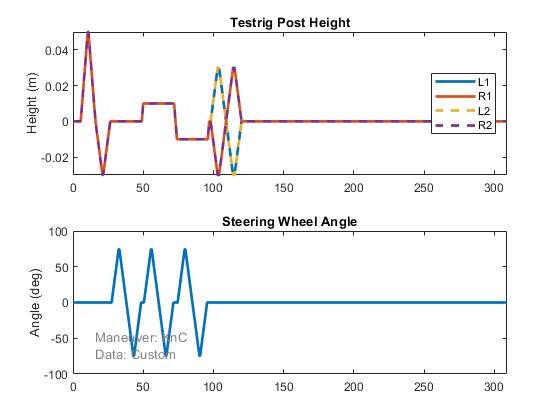 Testrig Post Height
Height (m)
0.04
0.02
0
-0.02
0 50 100 150 200 250 300
L1
R1
L2
R2
Steering Wheel Angle
Angle (deg)
100
50
0
-50
-100
Maneuver: KnC
Data: Custom
0 50 100 150 200 250 300